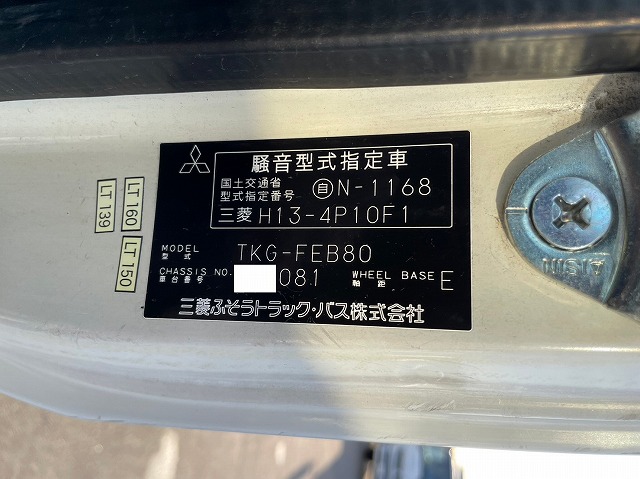 騒音型式指定車
国土交通省
型式指定番号 自N-1168
三菱 H13-4P10F1
MODEL
型式 TKG-FEB80
CHASSIS NO.
車台番号 081 WHEEL BASE
軸距 E
三菱ふそうトラック・バス株式会社
LT 139
LT 160
LT 150
AISIN